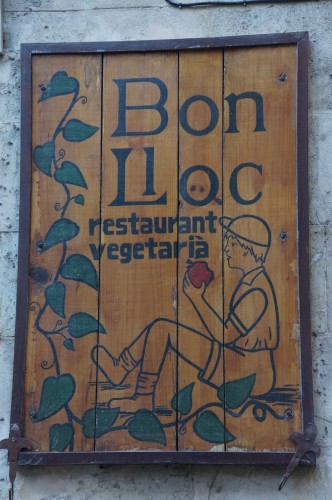 Bon
Lloc
restaurant
vegetarià